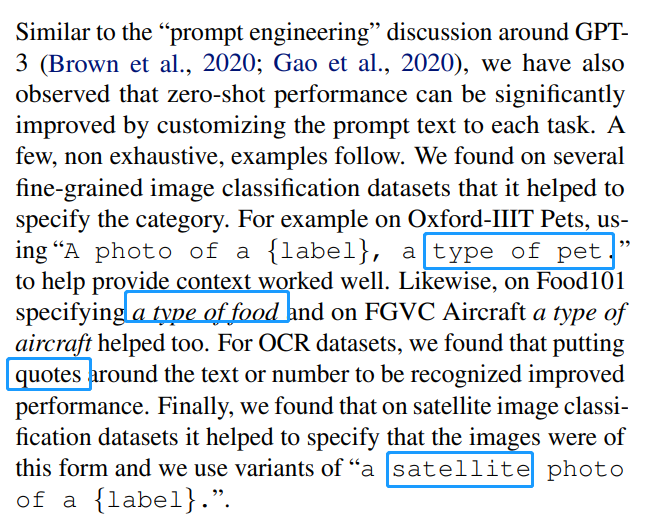 Similar to the “prompt engineering” discussion around GPT-
3 (Brown et al., 2020; Gao et al., 2020), we have also
observed that zero-shot performance can be significantly
improved by customizing the prompt text to each task. A
few, non exhaustive, examples follow. We found on several
fine-grained image classification datasets that it helped to
specify the category. For example on Oxford-IIIT Pets, us-
ing “A photo of a {label}, a type of pet.”
to help provide context worked well. Likewise, on Food101
specifying a type of food and on FGVC Aircraft a type of
aircraft helped too. For OCR datasets, we found that putting
quotes around the text or number to be recognized improved
performance. Finally, we found that on satellite image classi-
fication datasets it helped to specify that the images were of
this form and we use variants of “a satellite photo
of a {label}.”.